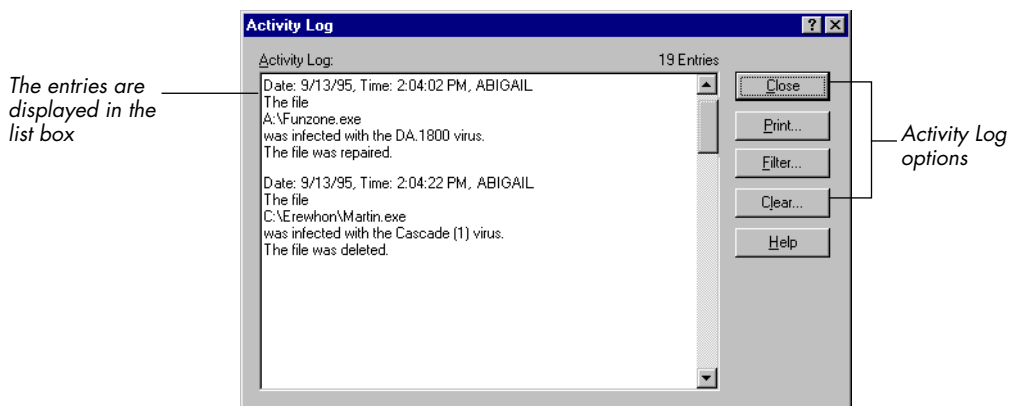 Activity Log
Activity Log:
19 Entries
The entries are
displayed in the
list box
Date: 9/13/95, Time: 2:04:02 PM, ABIGAIL
The file
A:\Funzone.exe
was infected with the DA.1800 virus.
The file was repaired.
Date: 9/13/95, Time: 2:04:22 PM, ABIGAIL
The file
C:\Erewhon\Martin.exe
was infected with the Cascade (1) virus.
The file was deleted.
Close
Print...
Filter...
Clear...
Help
Activity Log
options